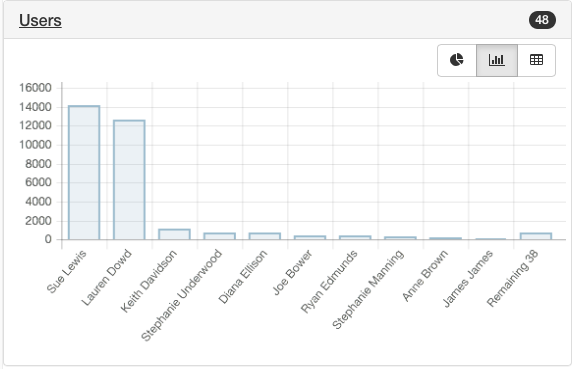 Users 48
16000
14000
12000
10000
8000
6000
4000
2000
0
Sue Lewis
Lauren Dowd
Keith Davidson
Stephanie Underwood
Diana Ellison
Joe Bower
Ryan Edmunds
Stephanie Manning
Anne Brown
James James
Remaining 38